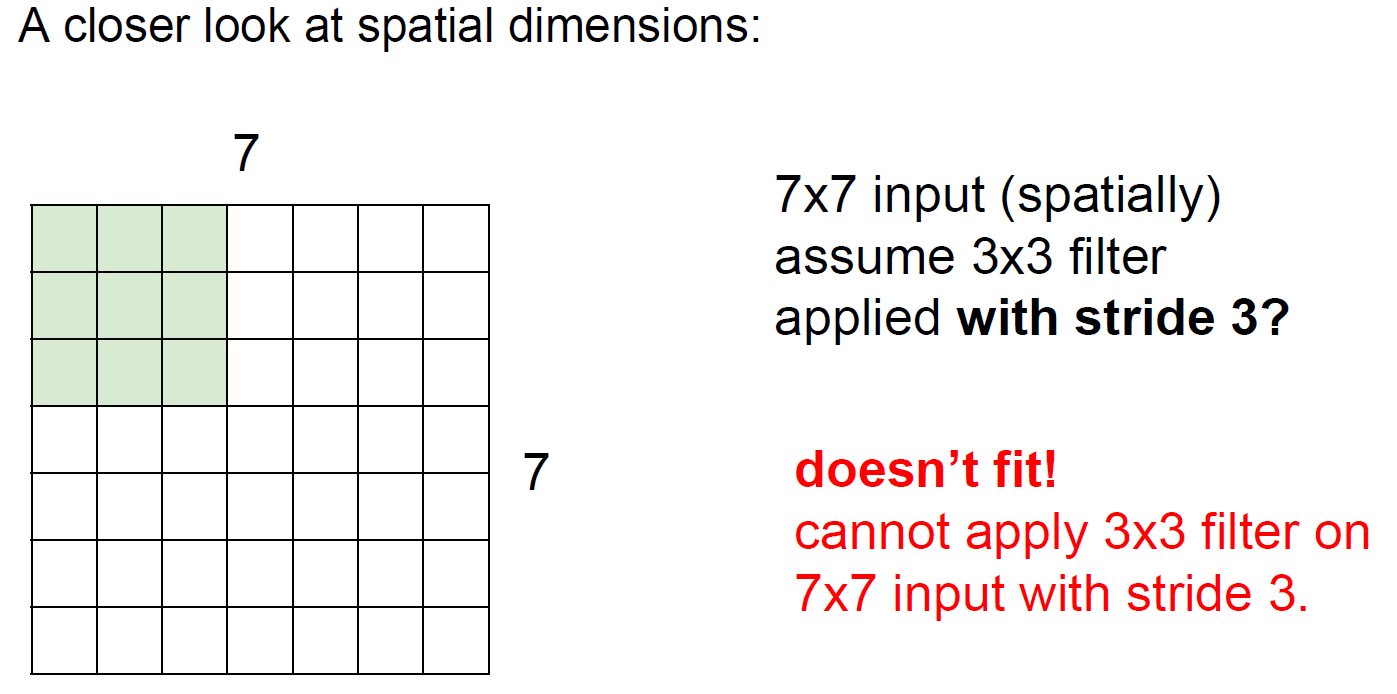 A closer look at spatial dimensions:
7
7x7 input (spatially)
assume 3x3 filter
applied with stride 3?
7
doesn’t fit!
cannot apply 3x3 filter on
7x7 input with stride 3.